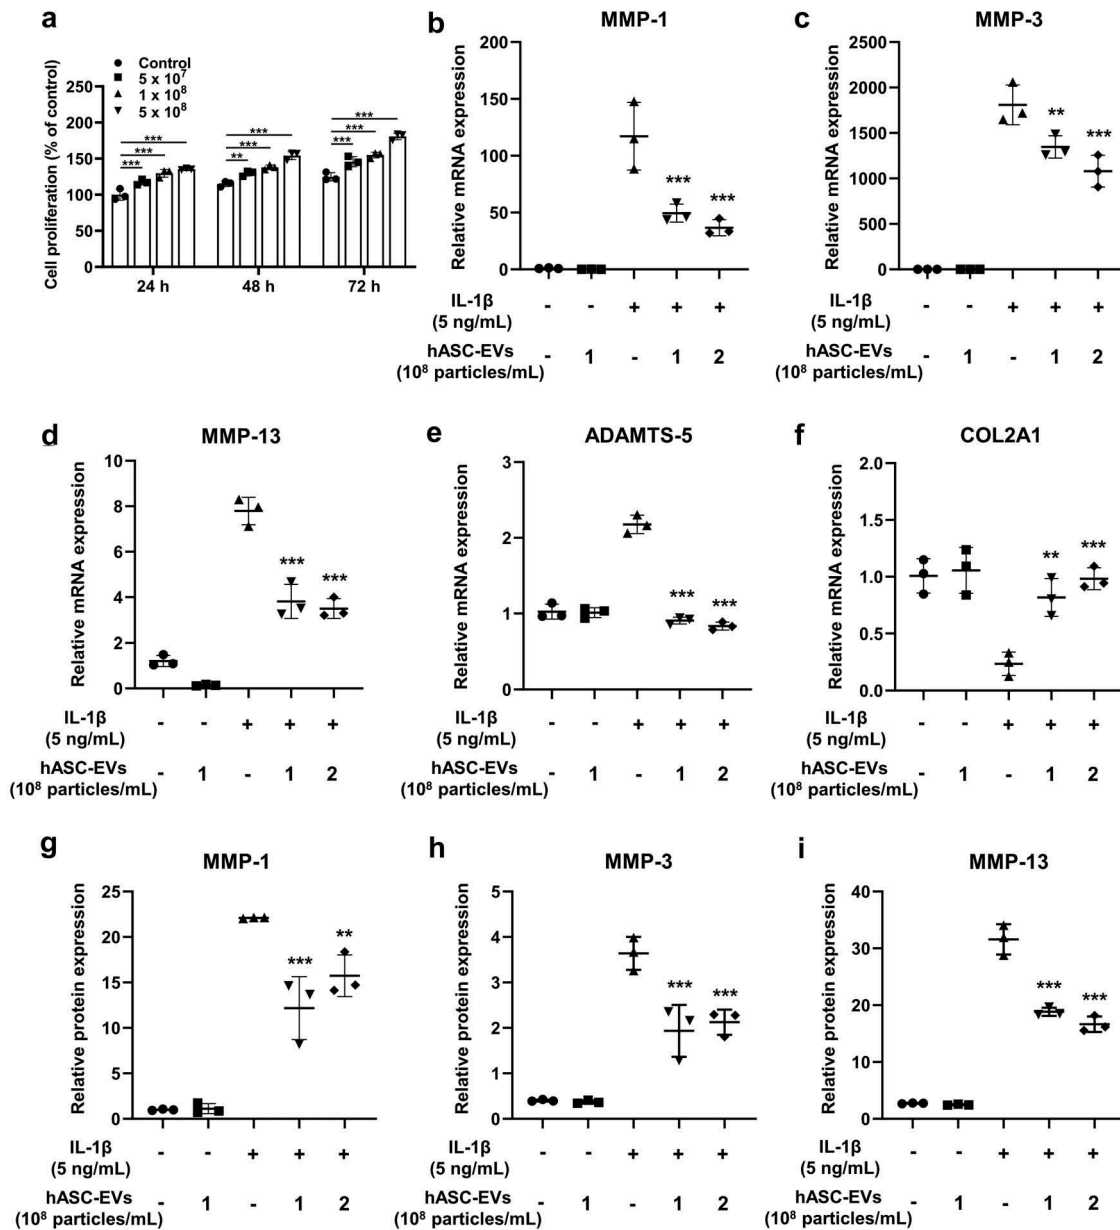 a
Control
5 x 10⁷
1 x 10⁸
5 x 10⁸
Cell proliferation (% of control)
250
200
150
100
50
0
*** *** ***
*** *** **
*** *** ***
24 h 48 h 72 h
b
MMP-1
Relative mRNA expression
200
150
100
50
0
*** ***
IL-1β - - + + +
(5 ng/mL)
hASC-EVs - 1 - 1 2
(10⁸ particles/mL)
c
MMP-3
Relative mRNA expression
2500
2000
1500
1000
500
0
** ***
IL-1β - - + + +
(5 ng/mL)
hASC-EVs - 1 - 1 2
(10⁸ particles/mL)
d
MMP-13
Relative mRNA expression
10
8
6
4
2
0
*** ***
IL-1β - - + + +
(5 ng/mL)
hASC-EVs - 1 - 1 2
(10⁸ particles/mL)
e
ADAMTS-5
Relative mRNA expression
3
2
1
0
*** ***
IL-1β - - + + +
(5 ng/mL)
hASC-EVs - 1 - 1 2
(10⁸ particles/mL)
f
COL2A1
Relative mRNA expression
2.0
1.5
1.0
0.5
0.0
** ***
IL-1β - - + + +
(5 ng/mL)
hASC-EVs - 1 - 1 2
(10⁸ particles/mL)
g
MMP-1
Relative protein expression
25
20
15
10
5
0
*** **
IL-1β - - + + +
(5 ng/mL)
hASC-EVs - 1 - 1 2
(10⁸ particles/mL)
h
MMP-3
Relative protein expression
5
4
3
2
1
0
*** ***
IL-1β - - + + +
(5 ng/mL)
hASC-EVs - 1 - 1 2
(10⁸ particles/mL)
i
MMP-13
Relative protein expression
40
30
20
10
0
*** ***
IL-1β - - + + +
(5 ng/mL)
hASC-EVs - 1 - 1 2
(10⁸ particles/mL)